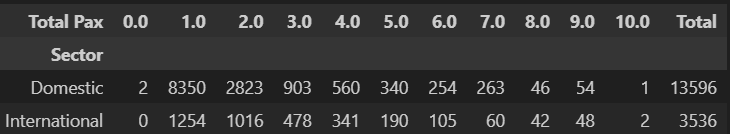 Total Pax 0.0 1.0 2.0 3.0 4.0 5.0 6.0 7.0 8.0 9.0 10.0 Total
Sector
Domestic 2 8350 2823 903 560 340 254 263 46 54 1 13596
International 0 1254 1016 478 341 190 105 60 42 48 2 3536